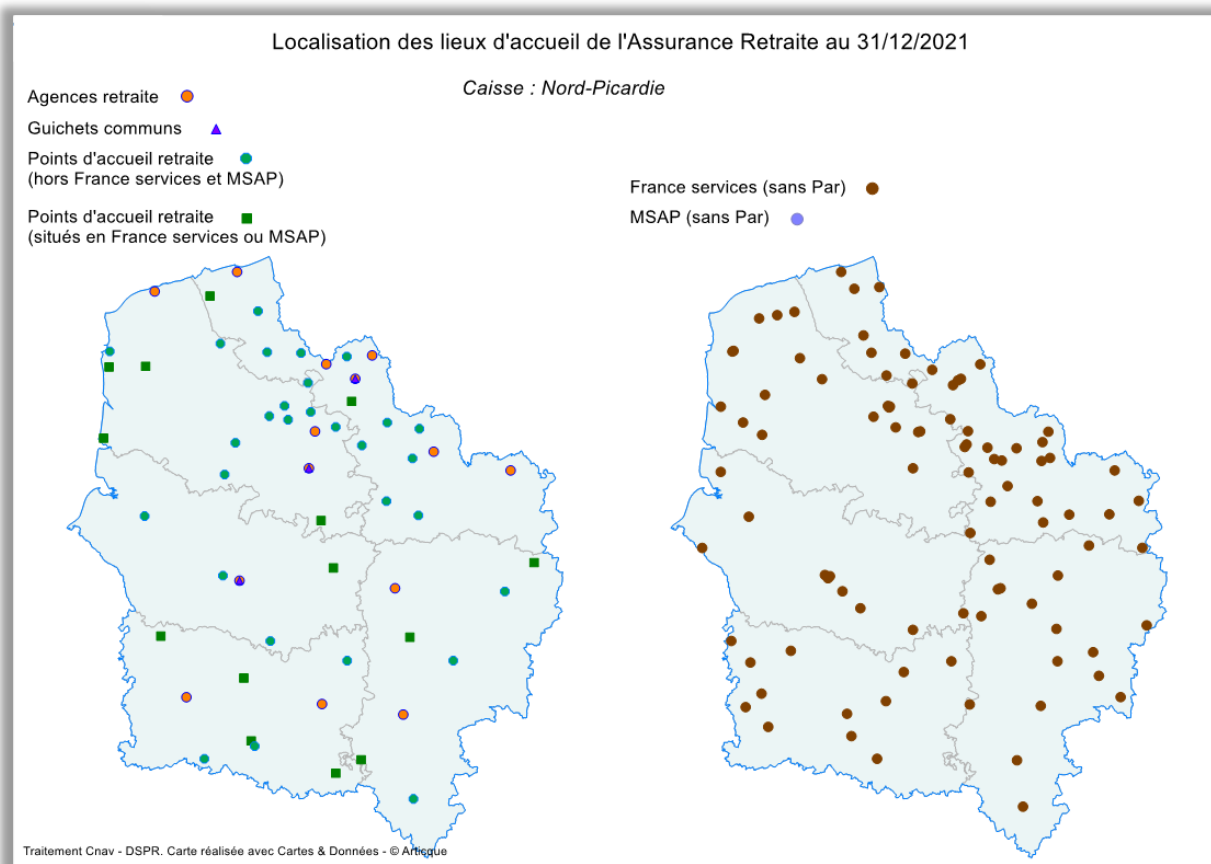 Localisation des lieux d'accueil de l'Assurance Retraite au 31/12/2021
Caisse : Nord-Picardie
Agences retraite
Guichets communs
Points d'accueil retraite
(hors France services et MSAP)
Points d'accueil retraite
(situés en France services ou MSAP)
France services (sans Par)
MSAP (sans Par)
Traitement Cnav - DSPR. Carte réalisée avec Cartes & Données - © Articque